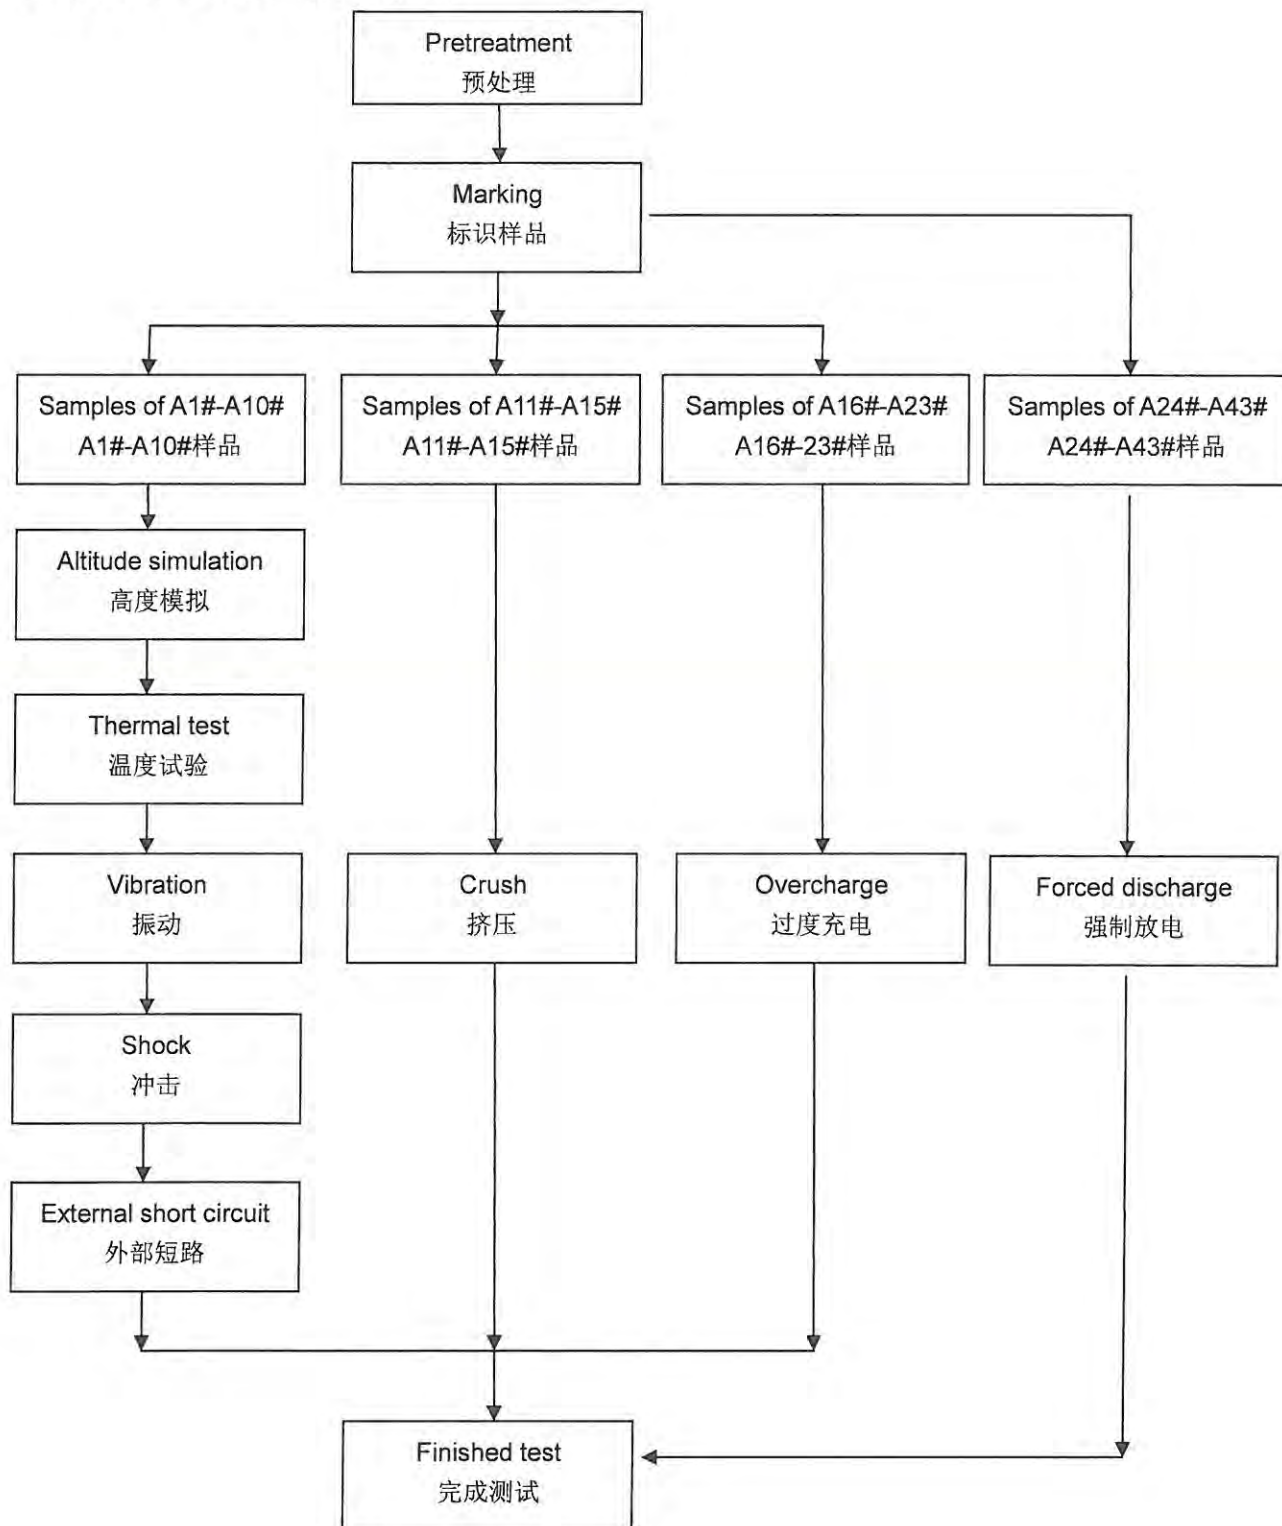 Pretreatment
预处理
Marking
标识样品
Samples of A1#-A10#
A1#-A10#样品
Samples of A11#-A15#
A11#-A15#样品
Samples of A16#-A23#
A16#-23#样品
Samples of A24#-A43#
A24#-A43#样品
Altitude simulation
高度模拟
Thermal test
温度试验
Vibration
振动
Crush
挤压
Overcharge
过度充电
Forced discharge
强制放电
Shock
冲击
External short circuit
外部短路
Finished test
完成测试